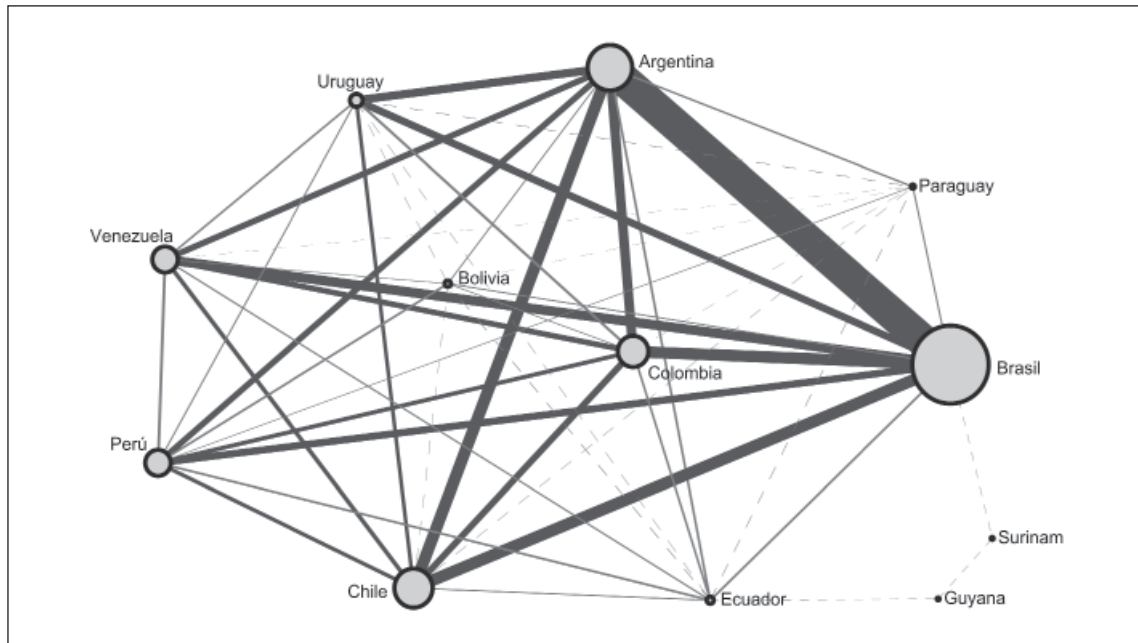 Argentina
Uruguay
Paraguay
Venezuela
Bolivia
Brasil
Colombia
Perú
Surinam
Chile
Ecuador
Guyana